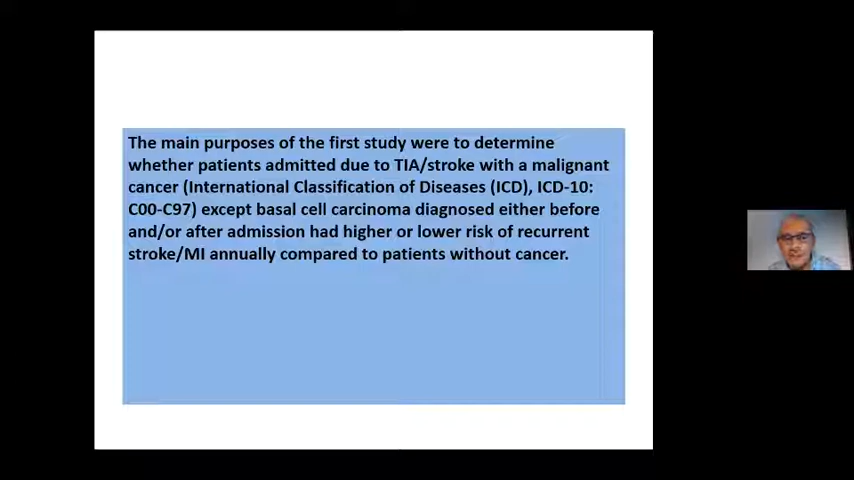 The main purposes of the first study were to determine
whether patients admitted due to TIA/stroke with a malignant
cancer (International Classification of Diseases (ICD), ICD-10:
C00-C97) except basal cell carcinoma diagnosed either before
and/or after admission had higher or lower risk of recurrent
stroke/MI annually compared to patients without cancer.